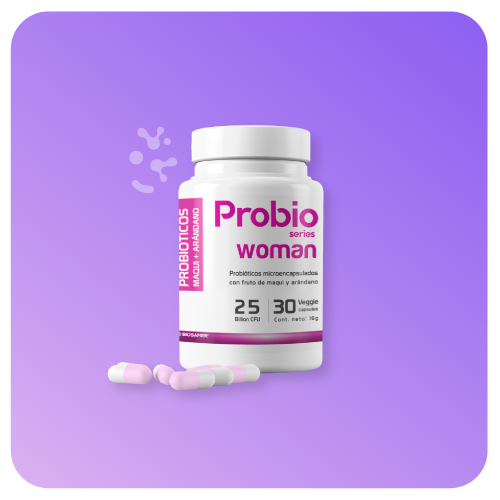 PROBIÓTICOS
MAQUI + ARÁNDANO
Probio
series
woman
Probióticos microencapsulados
con fruto de maqui y arándano
25
Billion CFU
30 Veggie
capsules
Cont. neto: 16g